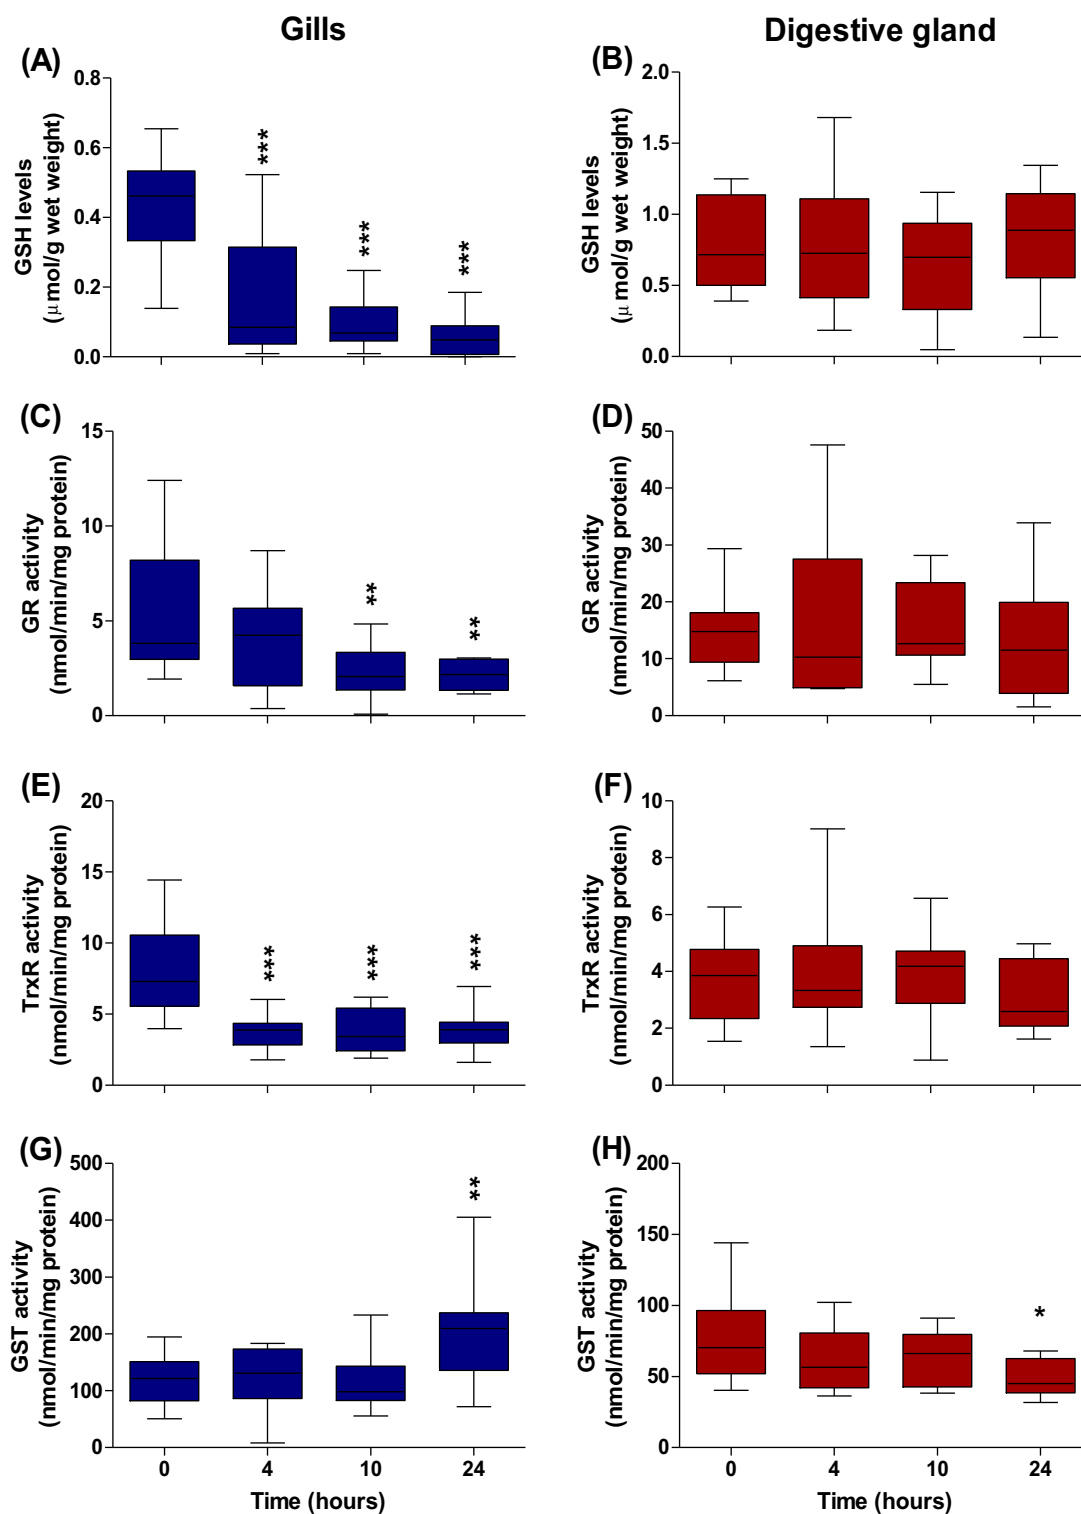 Gills
Digestive gland
(A)
GSH levels
(μ mol/g wet weight)
0.8
0.6
0.4
0.2
0.0
***
***
***
(B)
GSH levels
(μ mol/g wet weight)
2.0
1.5
1.0
0.5
0.0
(C)
GR activity
(nmol/min/mg protein)
15
10
5
0
**
**
(D)
GR activity
(nmol/min/mg protein)
50
40
30
20
10
0
(E)
TrxR activity
(nmol/min/mg protein)
20
15
10
5
0
***
***
***
(F)
TrxR activity
(nmol/min/mg protein)
10
8
6
4
2
0
(G)
GST activity
(nmol/min/mg protein)
500
400
300
200
100
0
**
0 4 10 24
Time (hours)
(H)
GST activity
(nmol/min/mg protein)
200
150
100
50
0
*
0 4 10 24
Time (hours)